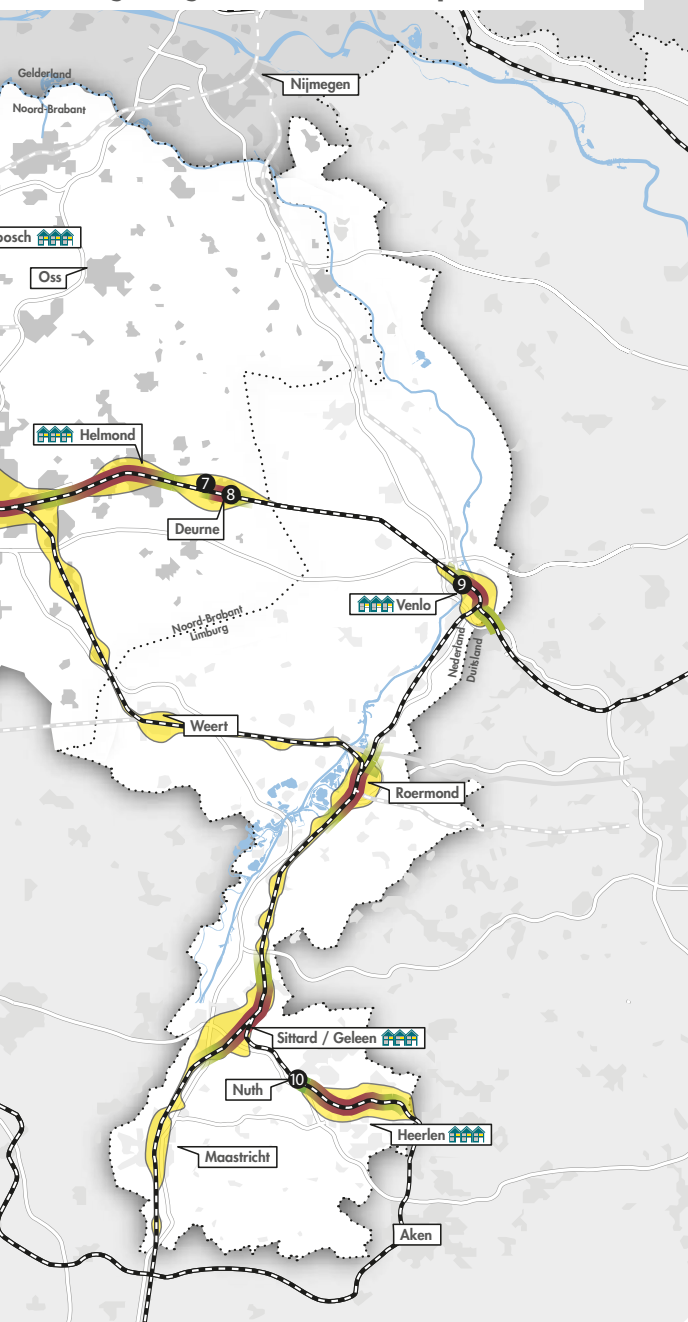 Gelderland
Noord-Brabant
Nijmegen
bosch
Oss
Helmond
7
8
Deurne
9
Venlo
Noord-Brabant
Limburg
Nederland
Duitsland
Weert
Roermond
Sittard / Geleen
10
Nuth
Heerlen
Maastricht
Aken